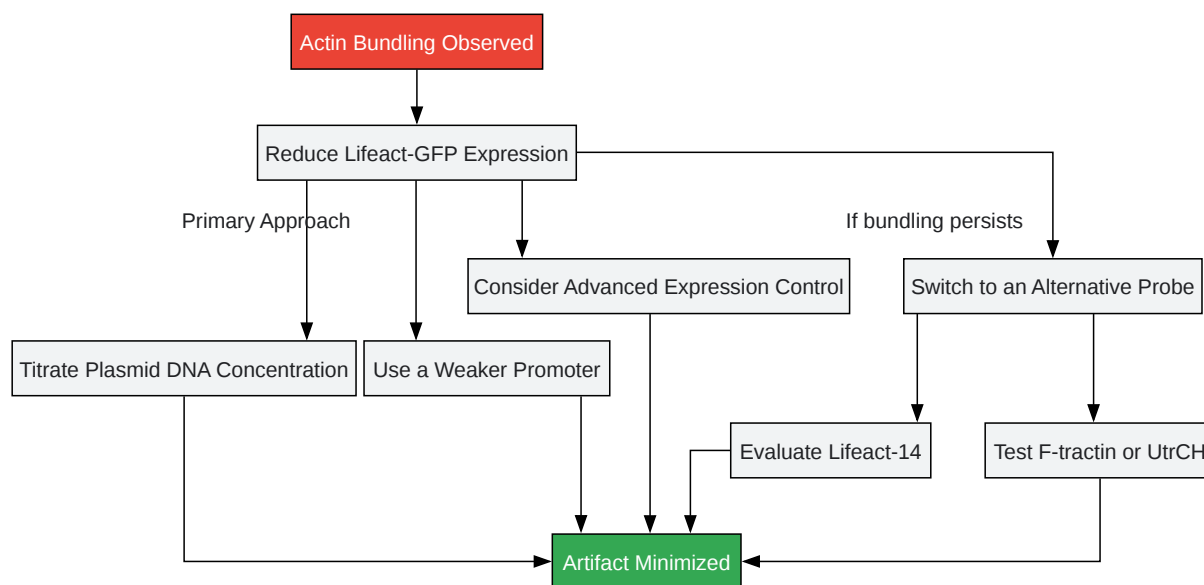 Actin Bundling Observed
Reduce Lifeact-GFP Expression
Primary Approach
If bundling persists
Consider Advanced Expression Control
Switch to an Alternative Probe
Titrate Plasmid DNA Concentration
Use a Weaker Promoter
Evaluate Lifeact-14
Test F-tractin or UtrCH
Artifact Minimized